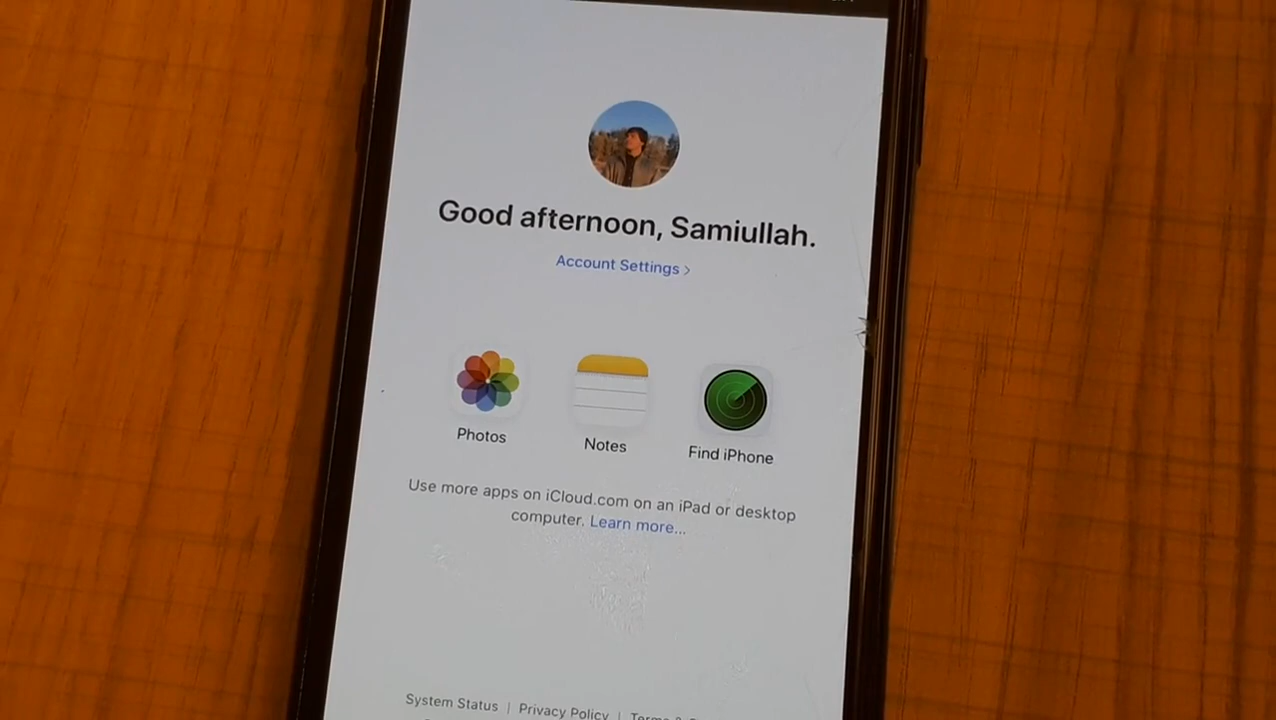 Good afternoon, Samiullah.
Account Settings >
Photos
Notes
Find iPhone
Use more apps on iCloud.com on an iPad or desktop
computer. Learn more...
System Status | Privacy Policy |